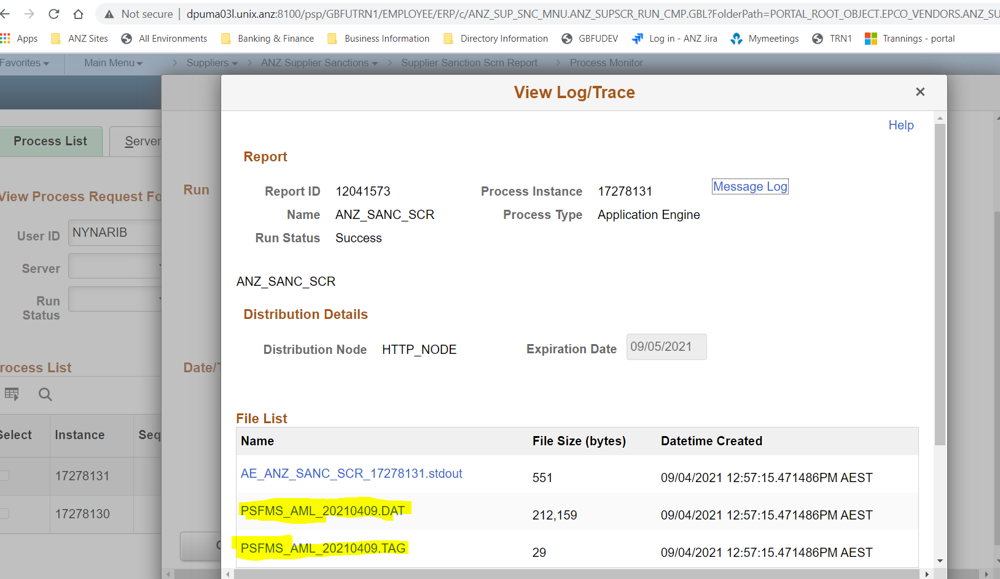 Not secure | dpuma03l.unix.anz:8100/psp/GBFUTRN1/EMPLOYEE/ERP/c/ANZ_SUP_SNC_MNU.ANZ_SUPSCR_RUN_CMP.GBL?FolderPath=PORTAL_ROOT_OBJECT.EPCO_VENDORS.ANZ_SU
Apps ANZ Sites All Environments Banking & Finance Business Information Directory Information GBFUDEV Log in - ANZ Jira Mymeetings TRN1 Trannings - portal
Favorites Main Menu > Suppliers > ANZ Supplier Sanctions > Supplier Sanction Scrn Report > Process Monitor
View Log/Trace ×
Help
Process List Server
Report
View Process Request Fo Run
Report ID 12041573 Process Instance 17278131 Message Log
Name ANZ_SANC_SCR Process Type Application Engine
User ID NYNARIB
Run Status Success
Server
ANZ_SANC_SCR
Run
Status
Distribution Details
Distribution Node HTTP_NODE Expiration Date 09/05/2021
rocess List Date/T
File List
Select Instance Seq
Name File Size (bytes) Datetime Created
17278131
AE_ANZ_SANC_SCR_17278131.stdout 551 09/04/2021 12:57:15.471486PM AEST
17278130
PSFMS_AML_20210409.DAT 212,159 09/04/2021 12:57:15.471486PM AEST
PSFMS_AML_20210409.TAG 29 09/04/2021 12:57:15.471486PM AEST